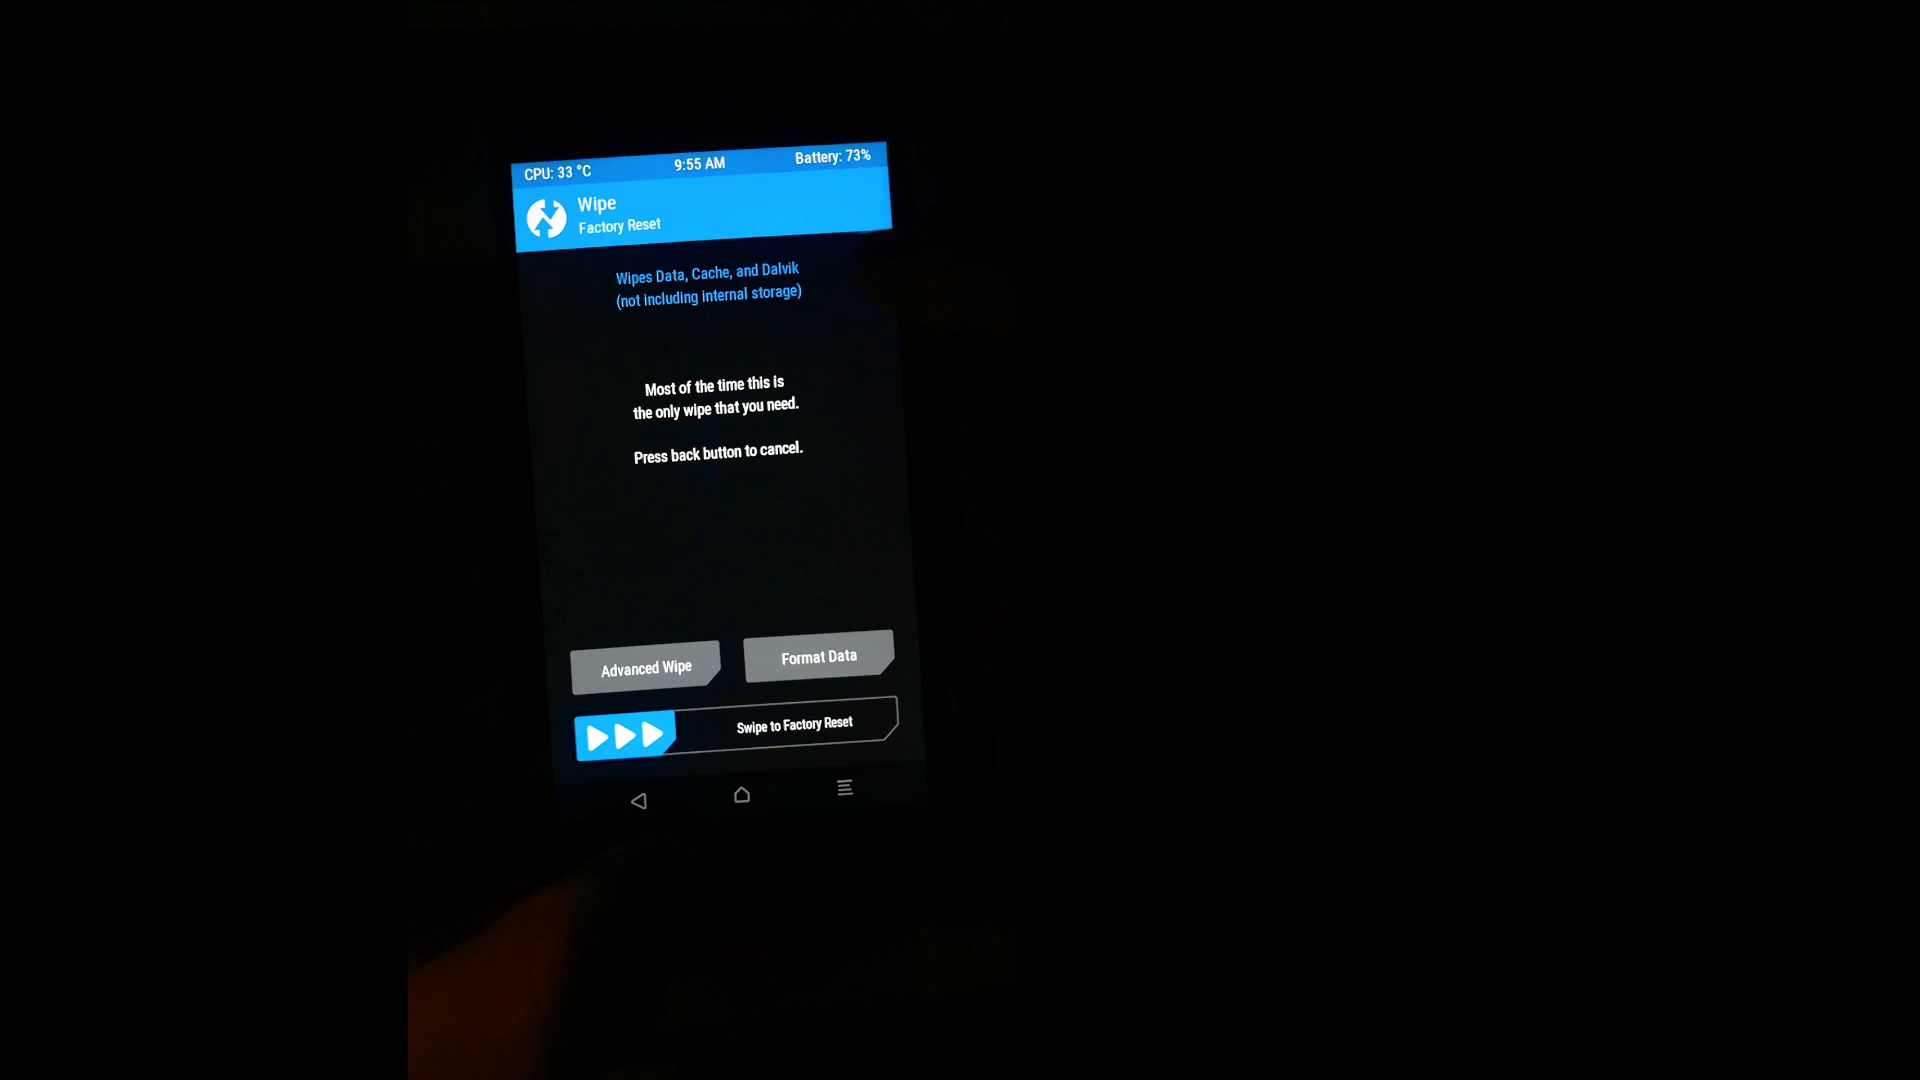 CPU: 33 °C 9:55 AM Battery: 73%
Wipe
Factory Reset
Wipes Data, Cache, and Dalvik
(not including internal storage)
Most of the time this is
the only wipe that you need.
Press back button to cancel.
Advanced Wipe Format Data
Swipe to Factory Reset